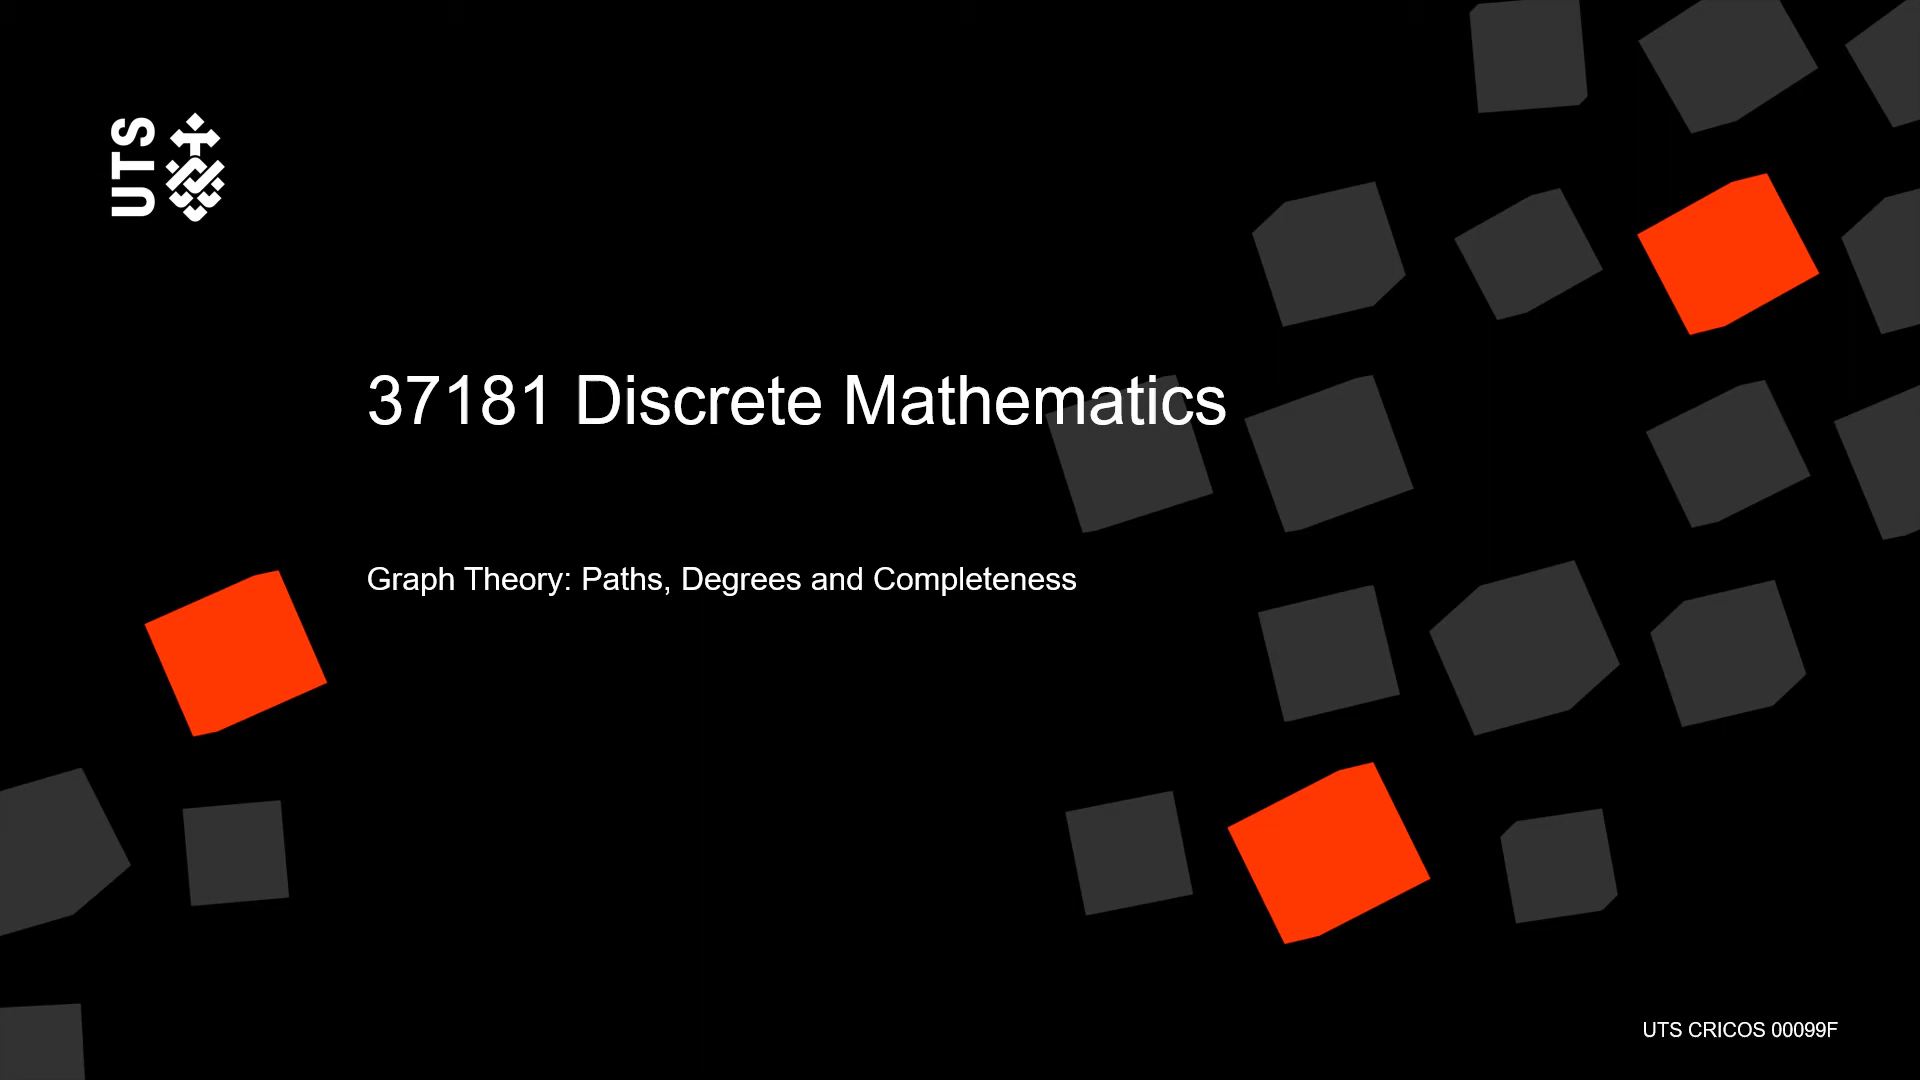 UTS
37181 Discrete Mathematics
Graph Theory: Paths, Degrees and Completeness
UTS CRICOS 00099F